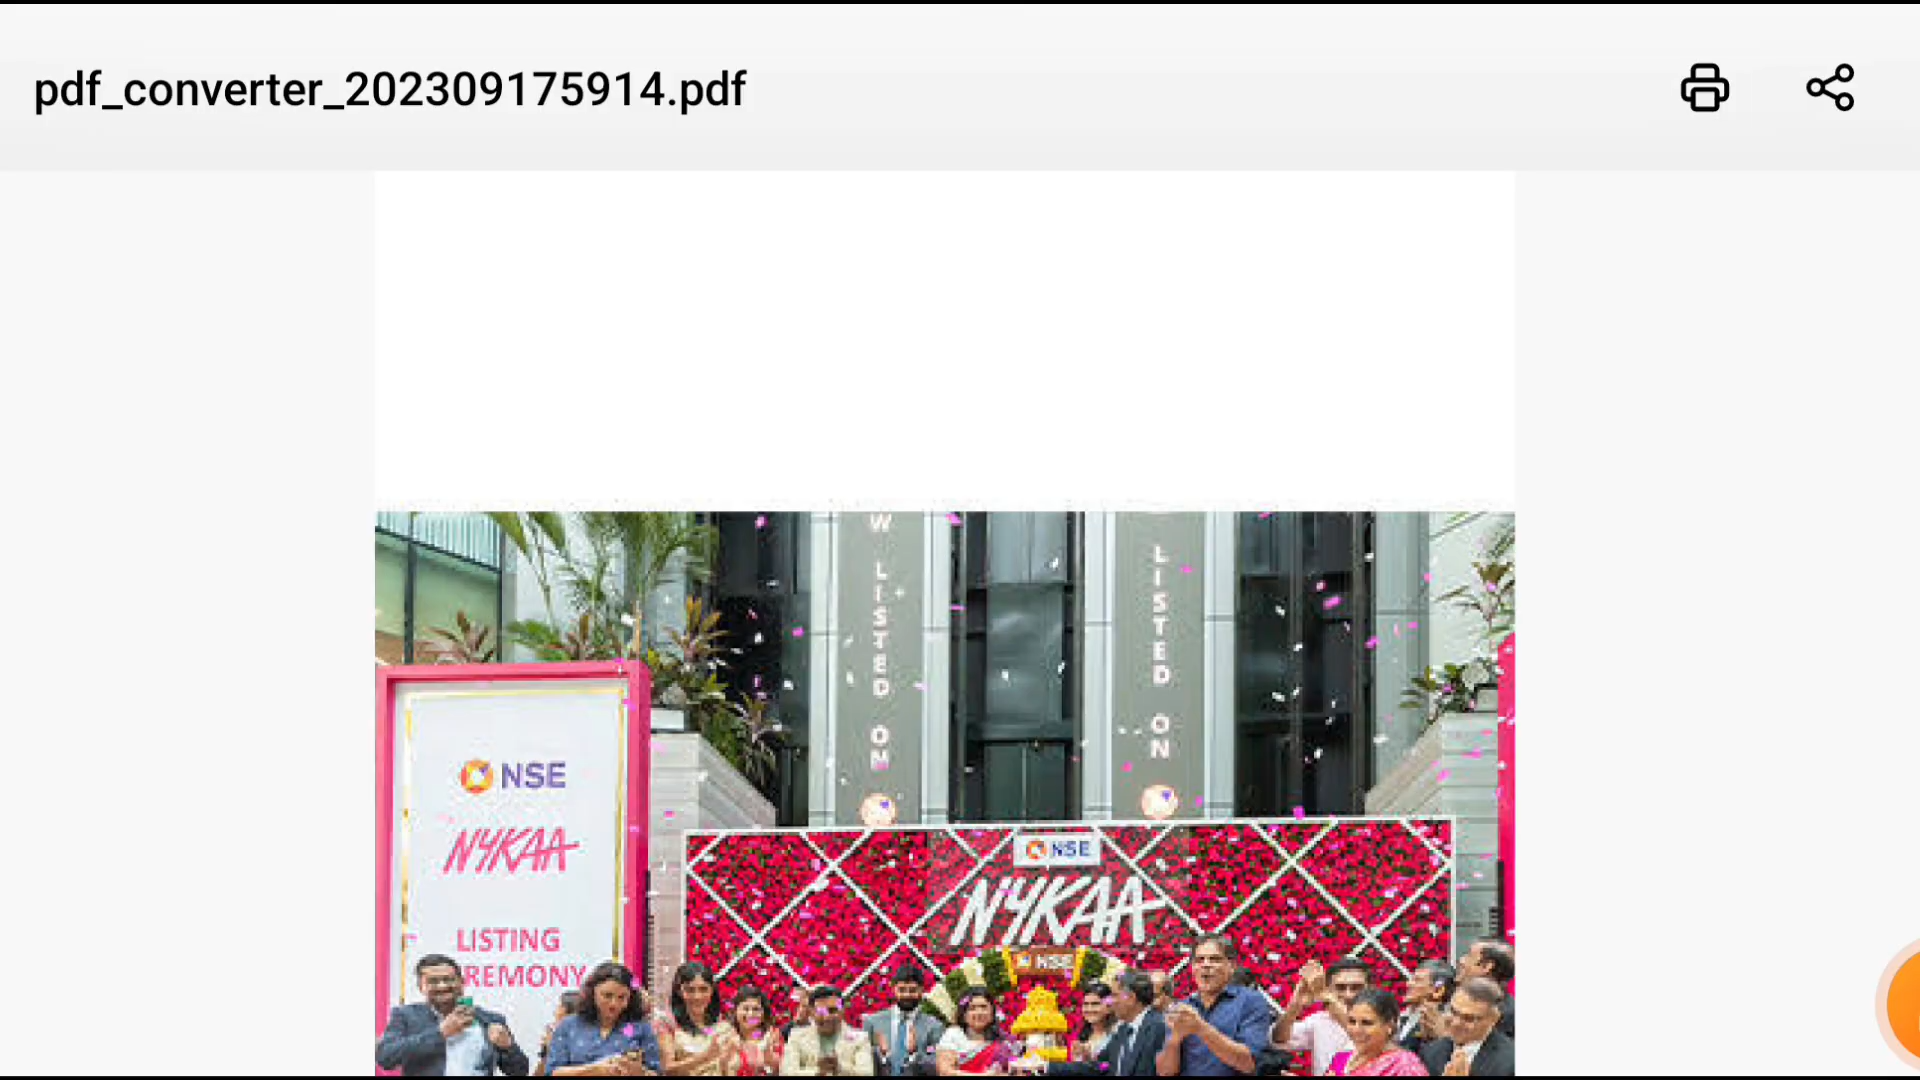 pdf_converter_202309175914.pdf
W LISTED ON
LISTED ON
NSE
NYKAA
LISTING
REMONY
NSE
NYKAA
NSE